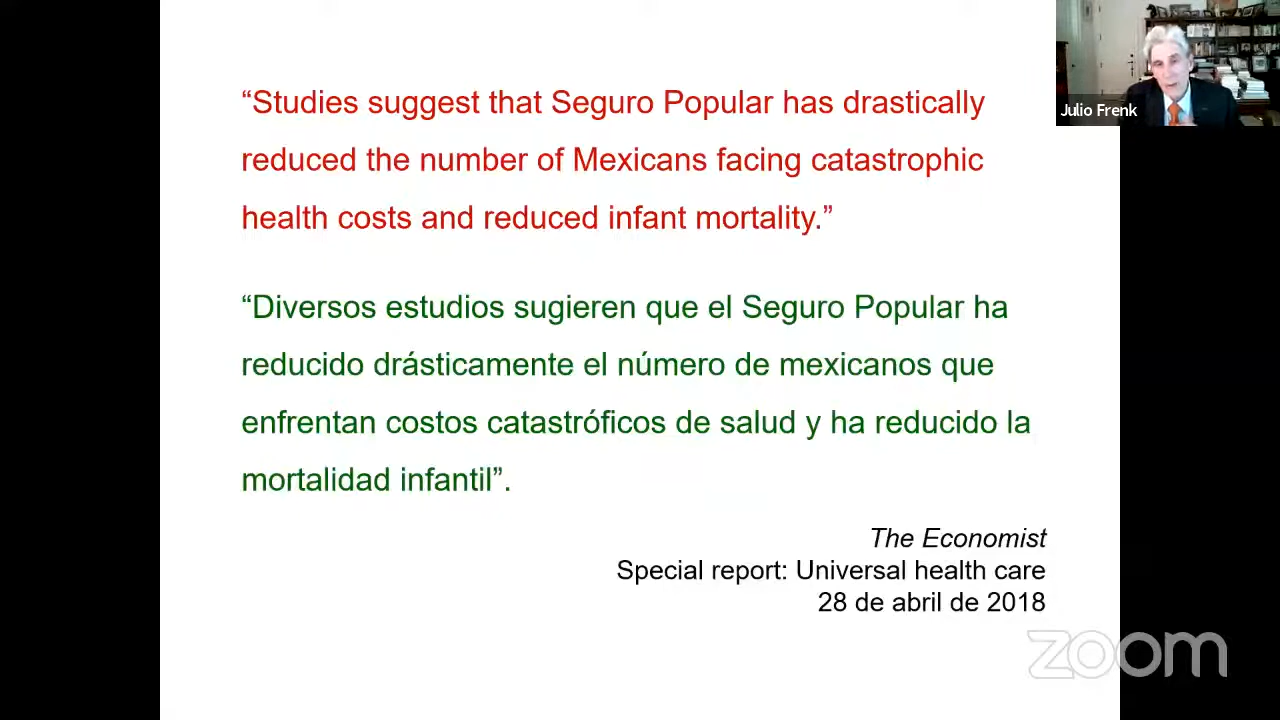 “Studies suggest that Seguro Popular has drastically
reduced the number of Mexicans facing catastrophic
health costs and reduced infant mortality.”
“Diversos estudios sugieren que el Seguro Popular ha
reducido drásticamente el número de mexicanos que
enfrentan costos catastróficos de salud y ha reducido la
mortalidad infantil”.
The Economist
Special report: Universal health care
28 de abril de 2018
Julio Frenk
zoom